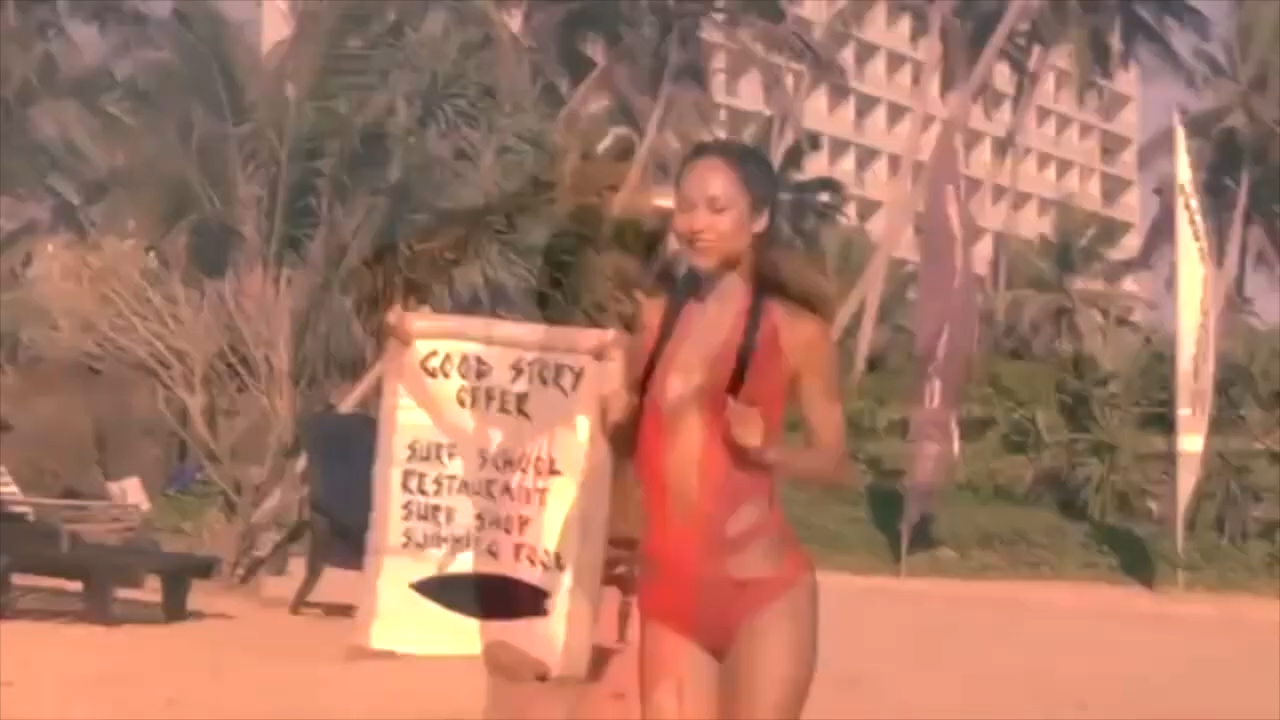 GOOD STORY
OFFER
SURF SCHOOL
RESTAURANT
SURF SHOP
SWIMMING POOL